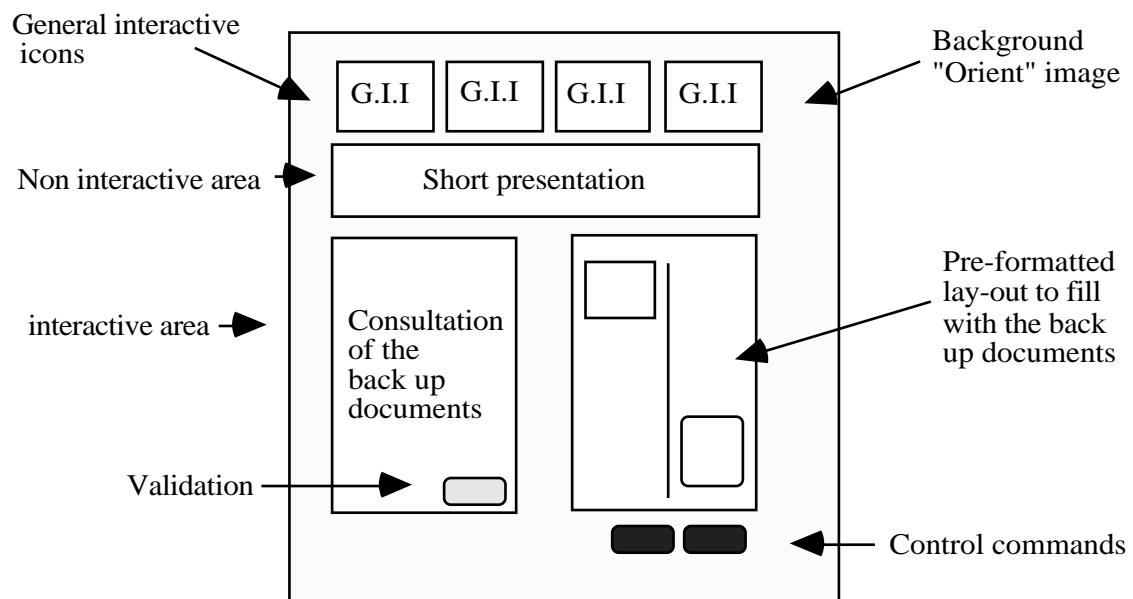 General interactive
icons
Background
"Orient" image
G.I.I
G.I.I
G.I.I
G.I.I
Non interactive area
Short presentation
interactive area
Consultation
of the
back up
documents
Pre-formatted
lay-out to fill
with the back
up documents
Validation
Control commands